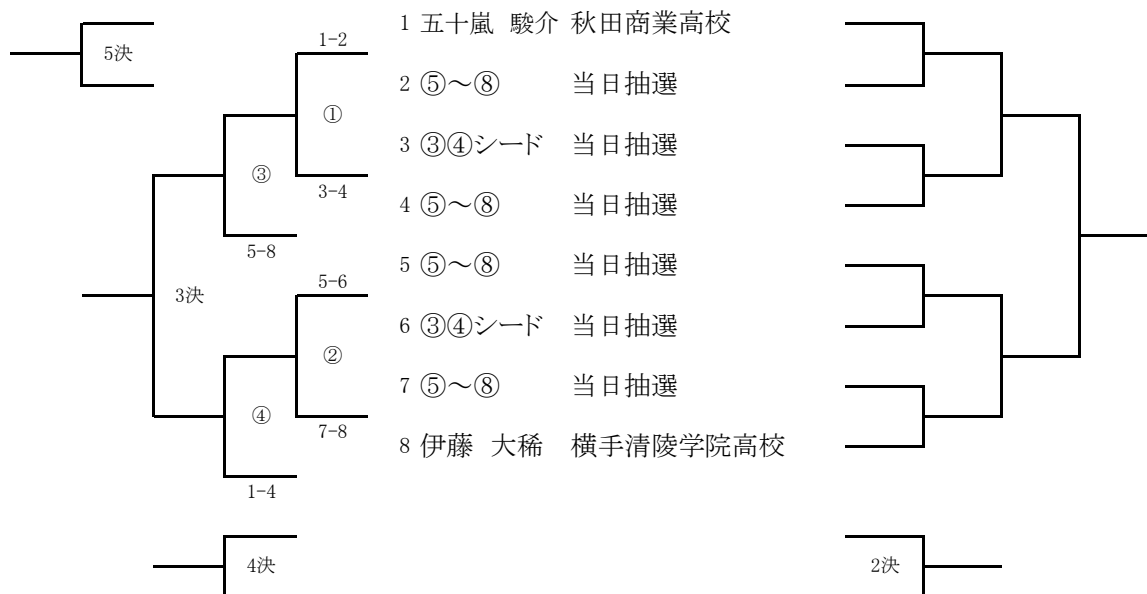 1 五十嵐 駿介 秋田商業高校
5決
1-2
2 ⑤～⑧ 当日抽選
①
3 ③④シード 当日抽選
③
3-4
4 ⑤～⑧ 当日抽選
5-8
5 ⑤～⑧ 当日抽選
5-6
3決
6 ③④シード 当日抽選
②
7 ⑤～⑧ 当日抽選
④
7-8
8 伊藤 大稀 横手清陵学院高校
1-4
4決
2決